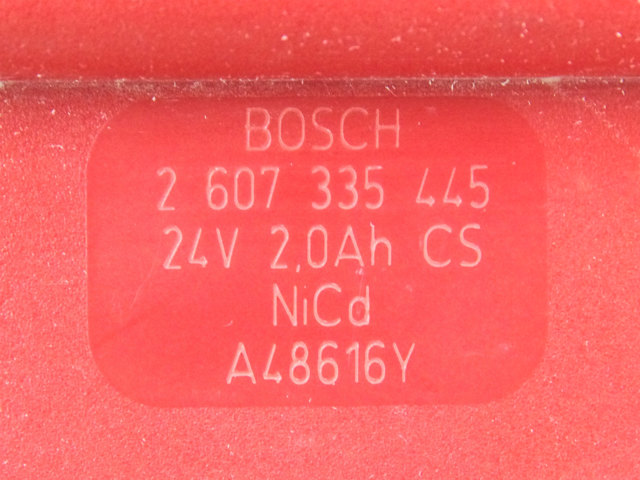 BOSCH
2 607 335 445
24V 2,0Ah CS
NiCd
A48616Y